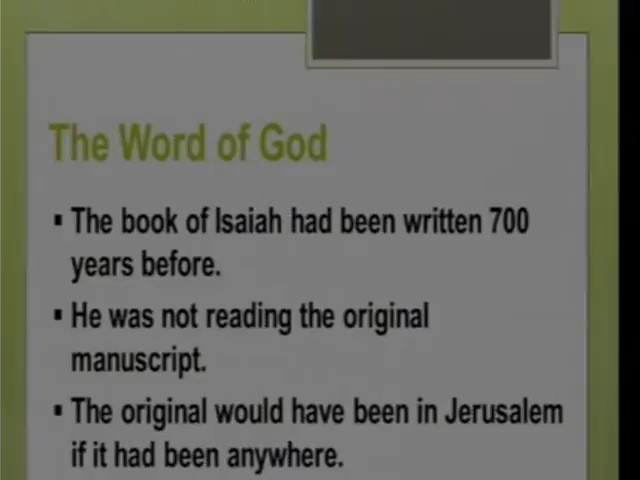 The Word of God
▪ The book of Isaiah had been written 700
years before.
▪ He was not reading the original
manuscript.
▪ The original would have been in Jerusalem
if it had been anywhere.